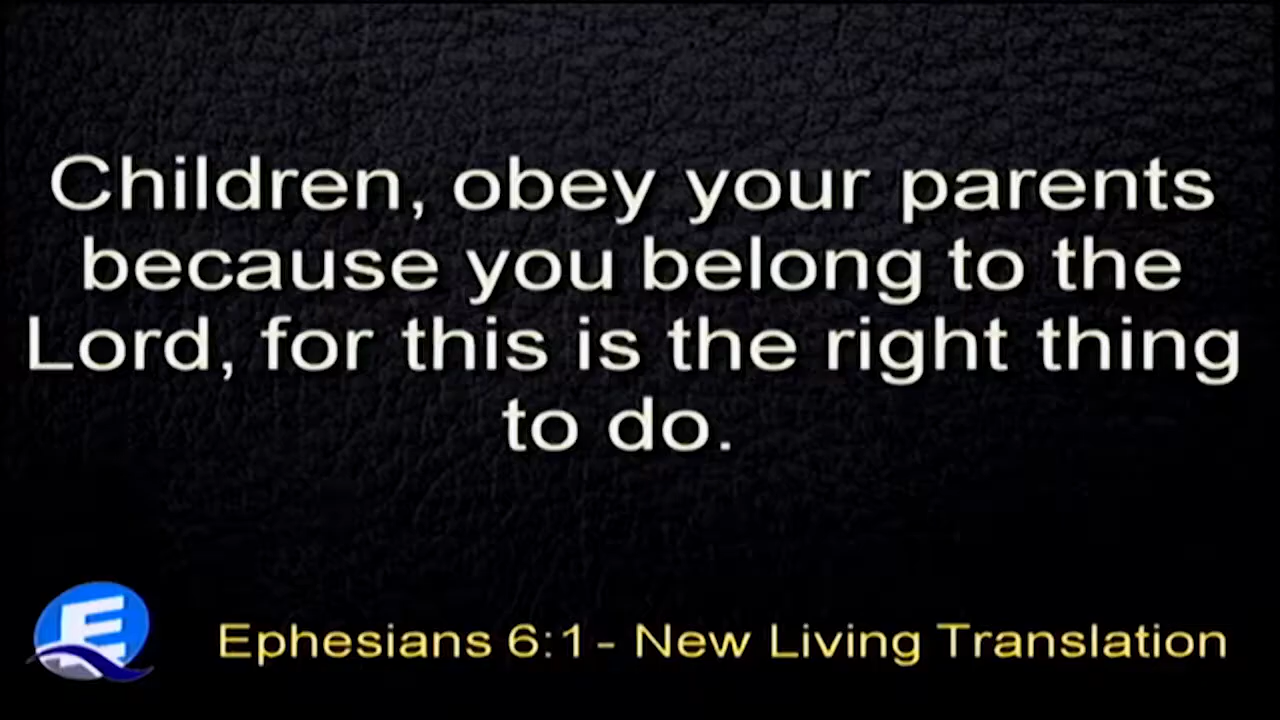 Children, obey your parents
because you belong to the
Lord, for this is the right thing
to do.
E
Ephesians 6:1- New Living Translation